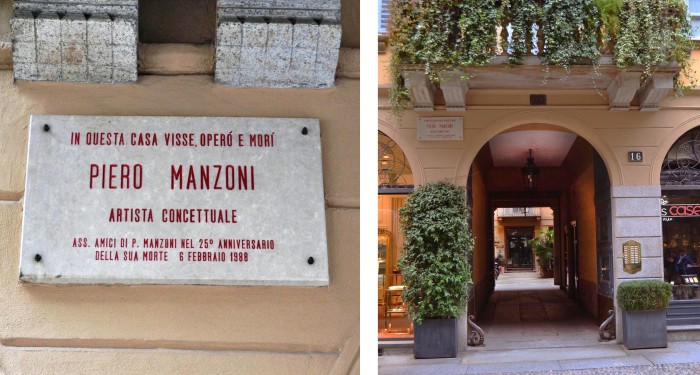 IN QUESTA CASA VISSE, OPERÓ E MORÍ
PIERO MANZONI
ARTISTA CONCETTUALE
ASS. AMICI DI P. MANZONI NEL 25º ANNIVERSARIO
DELLA SUA MORTE 6 FEBBRAIO 1988
16